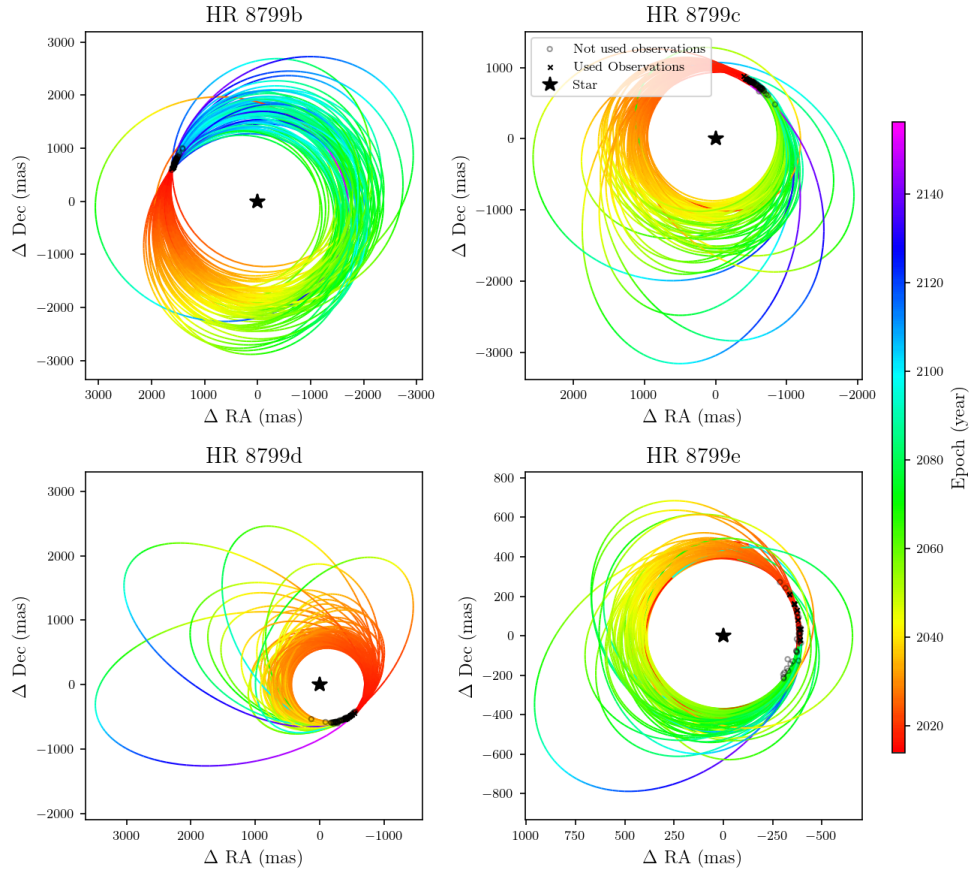 HR 8799b
3000
2000
1000
0
−1000
−2000
−3000
Δ Dec (mas)
3000 2000 1000 0 −1000 −2000 −3000
Δ RA (mas)
HR 8799c
Not used observations
Used Observations
Star
1000
0
−1000
−2000
−3000
Δ Dec (mas)
2000 1000 0 −1000 −2000
Δ RA (mas)
HR 8799d
3000
2000
1000
0
−1000
−2000
Δ Dec (mas)
3000 2000 1000 0 −1000
Δ RA (mas)
HR 8799e
800
600
400
200
0
−200
−400
−600
−800
Δ Dec (mas)
1000 750 500 250 0 −250 −500
Δ RA (mas)
2140
2120
2100
2080
2060
2040
2020
Epoch (year)